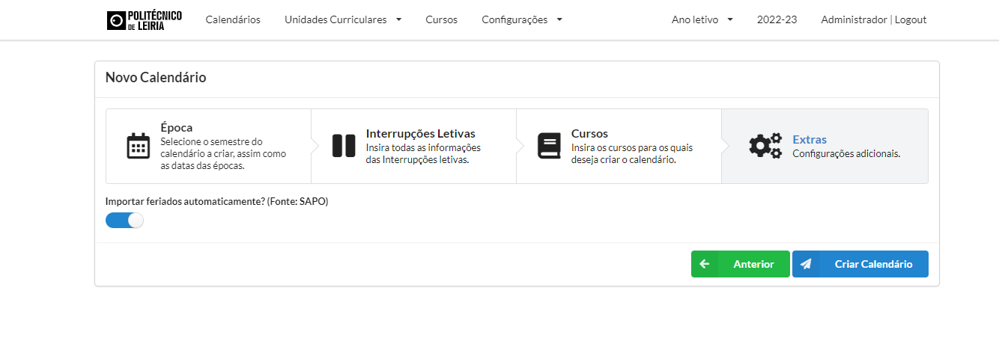 POLITÉCNICO
DE LEIRIA
Calendários
Unidades Curriculares
Cursos
Configurações
Ano letivo
2022-23
Administrador | Logout
Novo Calendário
Época
Selecione o semestre do
calendário a criar, assim como
as datas das épocas.
Interrupções Letivas
Insira todas as informações
das Interrupções letivas.
Cursos
Insira os cursos para os quais
deseja criar o calendário.
Extras
Configurações adicionais.
Importar feriados automaticamente? (Fonte: SAPO)
Anterior
Criar Calendário